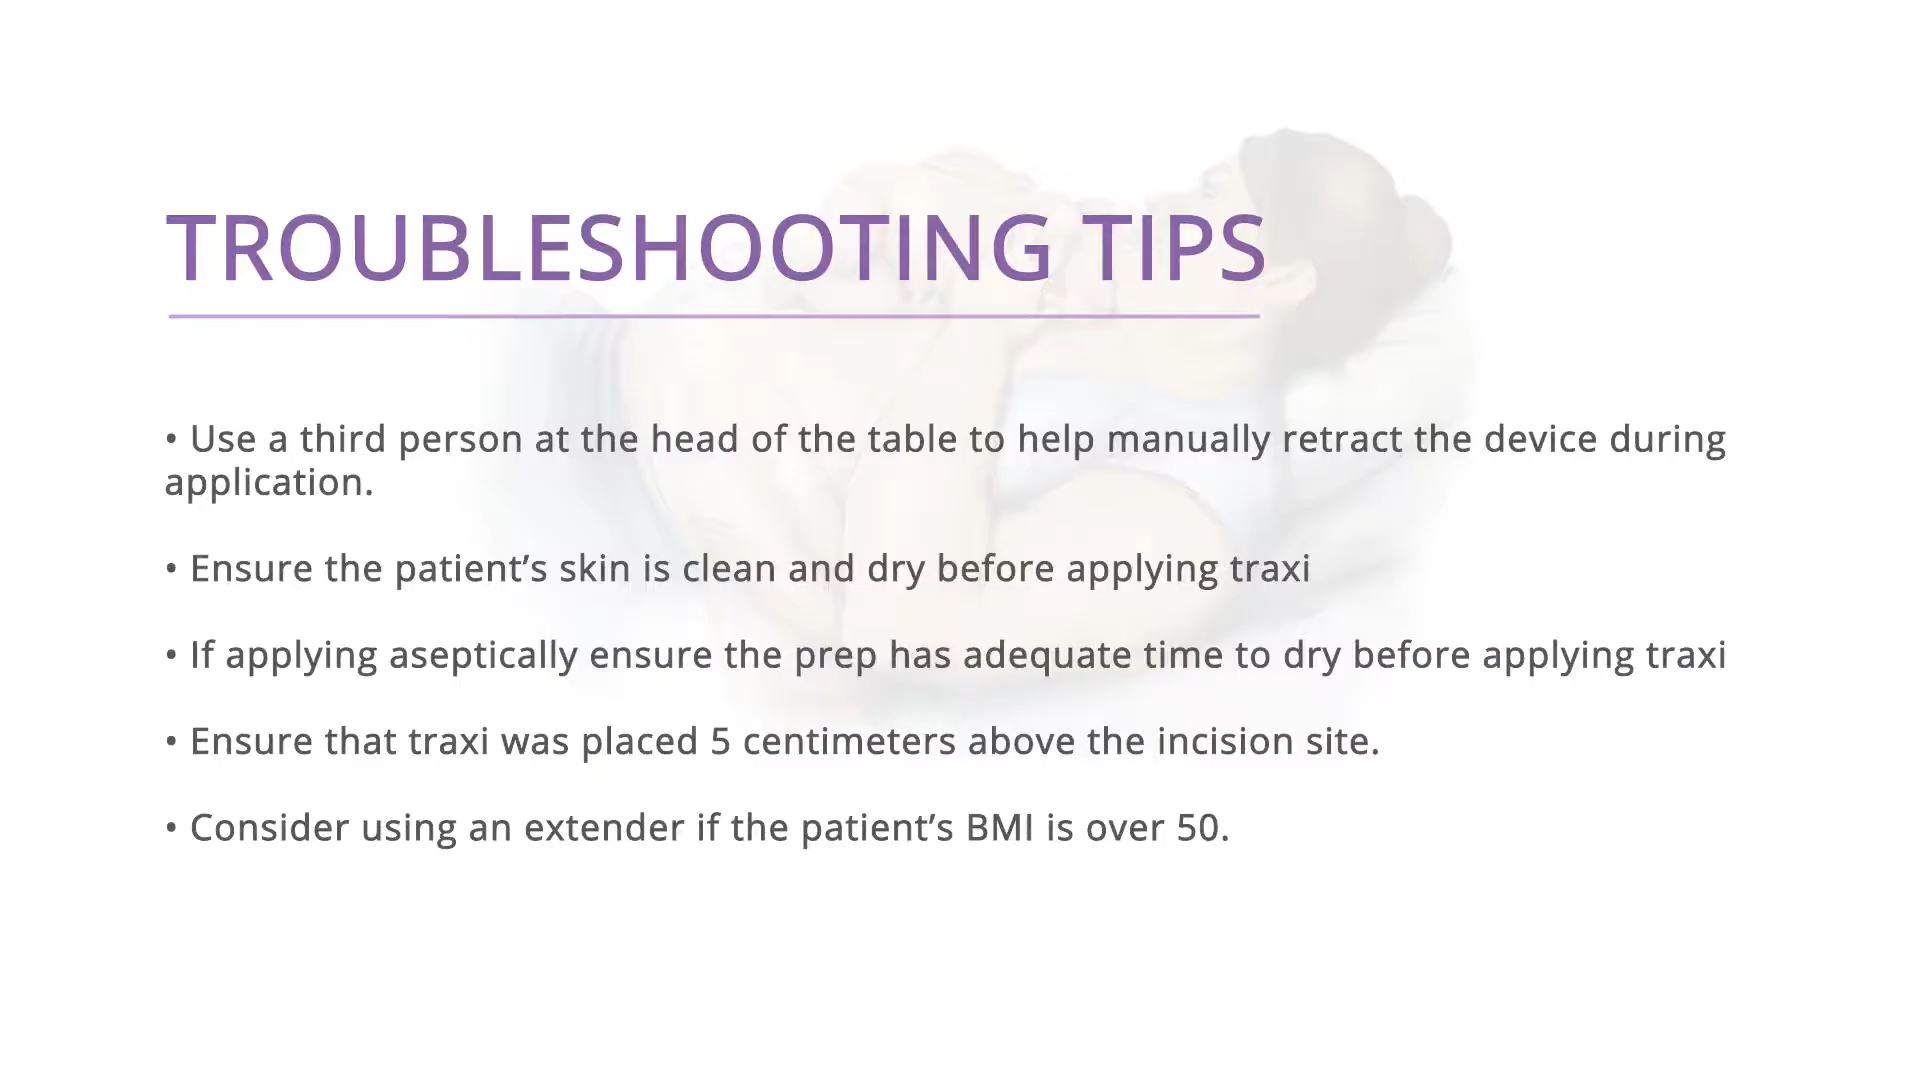 TROUBLESHOOTING TIPS
• Use a third person at the head of the table to help manually retract the device during
application.
• Ensure the patient’s skin is clean and dry before applying traxi
• If applying aseptically ensure the prep has adequate time to dry before applying traxi
• Ensure that traxi was placed 5 centimeters above the incision site.
• Consider using an extender if the patient’s BMI is over 50.